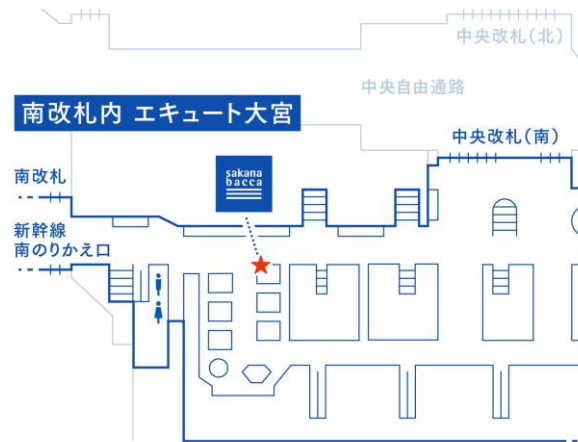 中央改札（北）
中央自由通路
南改札内 エキュート大宮
中央改札（南）
南改札
sakana
bacca
新幹線
南のりかえ口